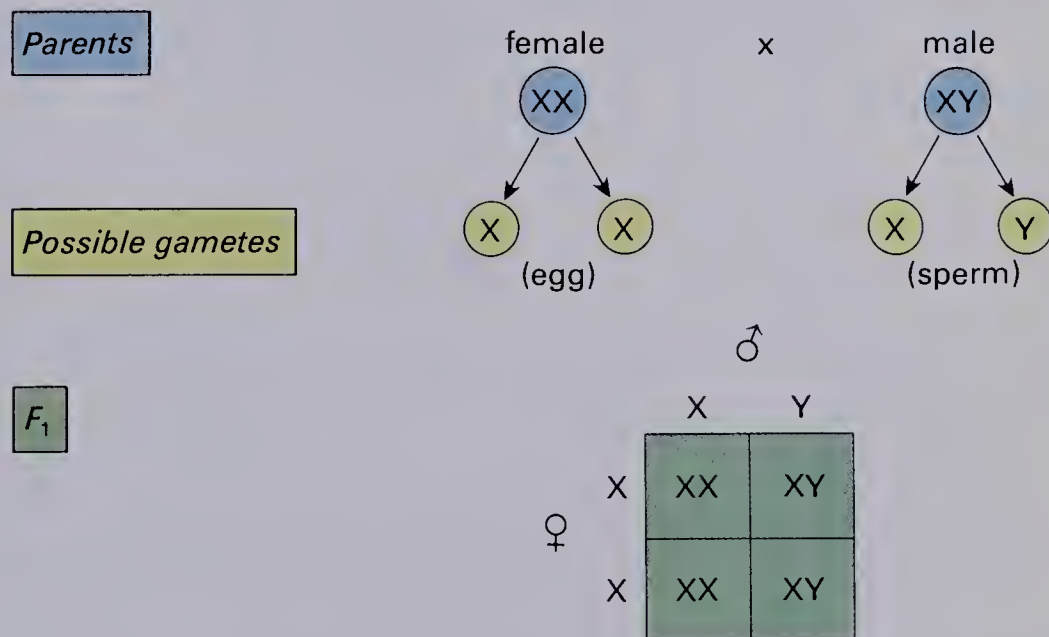 Parents
female x male
XX XY
Possible gametes
X X X Y
(egg) (sperm)
♂
F₁
X Y
X XX XY
♀
X XX XY